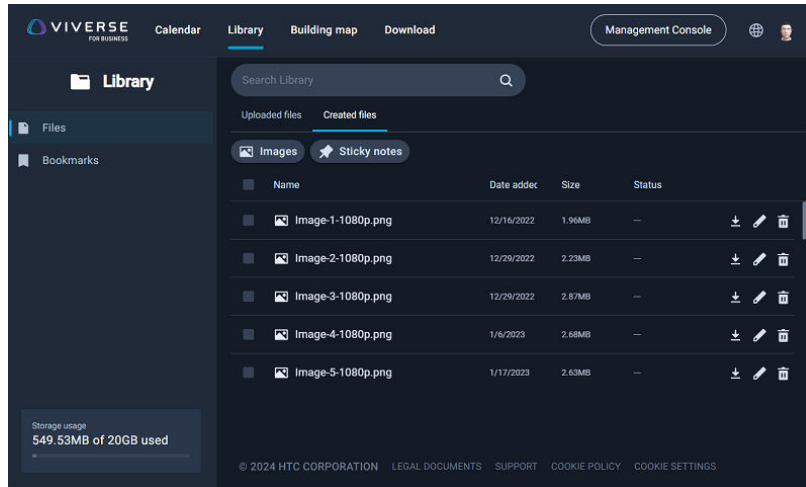 VIVERSE
FOR BUSINESS
Calendar Library Building map Download Management Console
Library
Files
Bookmarks
Storage usage
549.53MB of 20GB used
Search Library
Uploaded files Created files
Images Sticky notes
Name Date added Size Status
Image-1-1080p.png 12/16/2022 1.96MB --
Image-2-1080p.png 12/29/2022 2.23MB --
Image-3-1080p.png 12/29/2022 2.87MB --
Image-4-1080p.png 1/6/2023 2.68MB --
Image-5-1080p.png 1/17/2023 2.63MB --
© 2024 HTC CORPORATION LEGAL DOCUMENTS SUPPORT COOKIE POLICY COOKIE SETTINGS